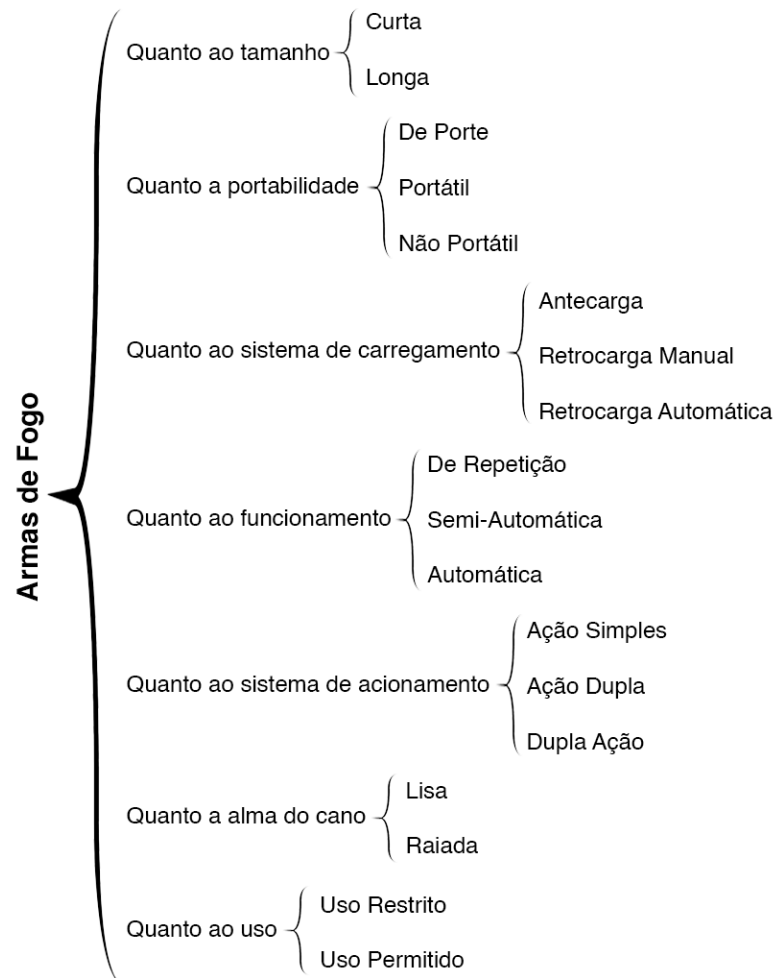 Armas de Fogo
Quanto ao tamanho
Curta
Longa
Quanto a portabilidade
De Porte
Portátil
Não Portátil
Quanto ao sistema de carregamento
Antecarga
Retrocarga Manual
Retrocarga Automática
Quanto ao funcionamento
De Repetição
Semi-Automática
Automática
Quanto ao sistema de acionamento
Ação Simples
Ação Dupla
Dupla Ação
Quanto a alma do cano
Lisa
Raiada
Quanto ao uso
Uso Restrito
Uso Permitido